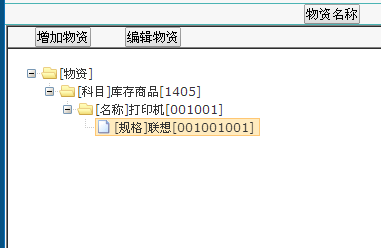 物资名称
增加物资 编辑物资
[物资]
[科目]库存商品[1405]
[名称]打印机[001001]
[规格]联想[001001001]